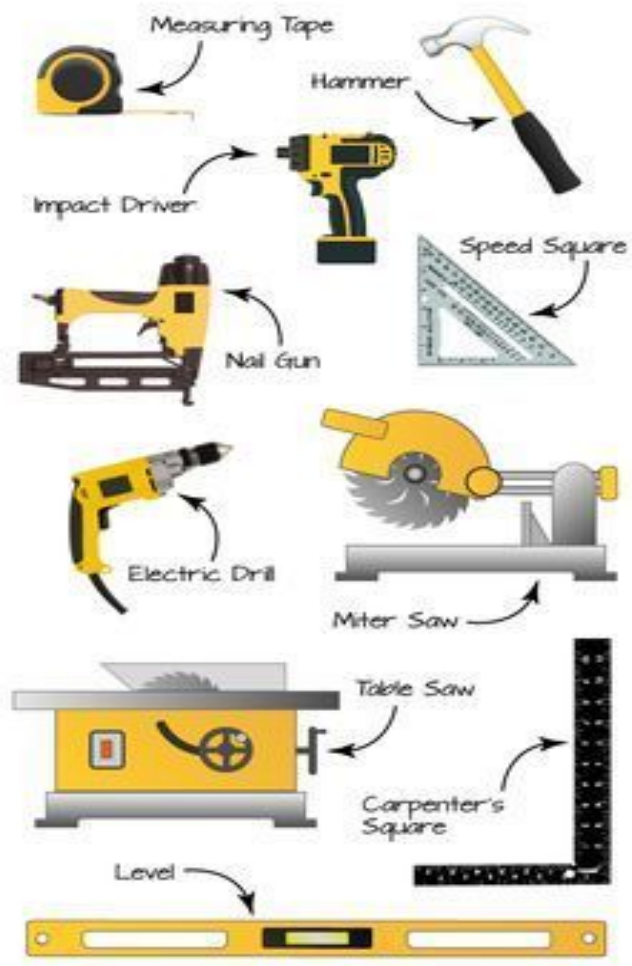 Measuring Tape
Hammer
Impact Driver
Speed Square
Nail Gun
Electric Drill
Miter Saw
Table Saw
Carpenter's
Square
Level